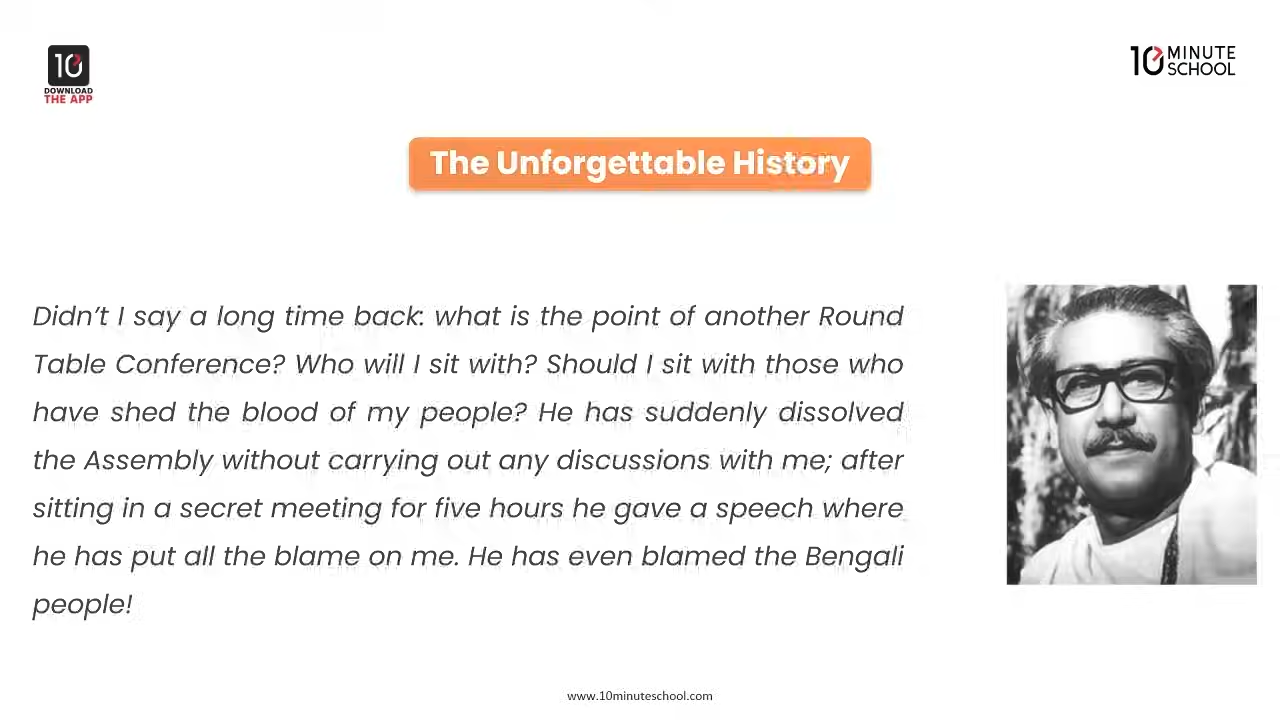 10
DOWNLOAD
THE APP
10 MINUTE
SCHOOL
The Unforgettable History
Didn’t I say a long time back: what is the point of another Round
Table Conference? Who will I sit with? Should I sit with those who
have shed the blood of my people? He has suddenly dissolved
the Assembly without carrying out any discussions with me; after
sitting in a secret meeting for five hours he gave a speech where
he has put all the blame on me. He has even blamed the Bengali
people!
www.10minuteschool.com